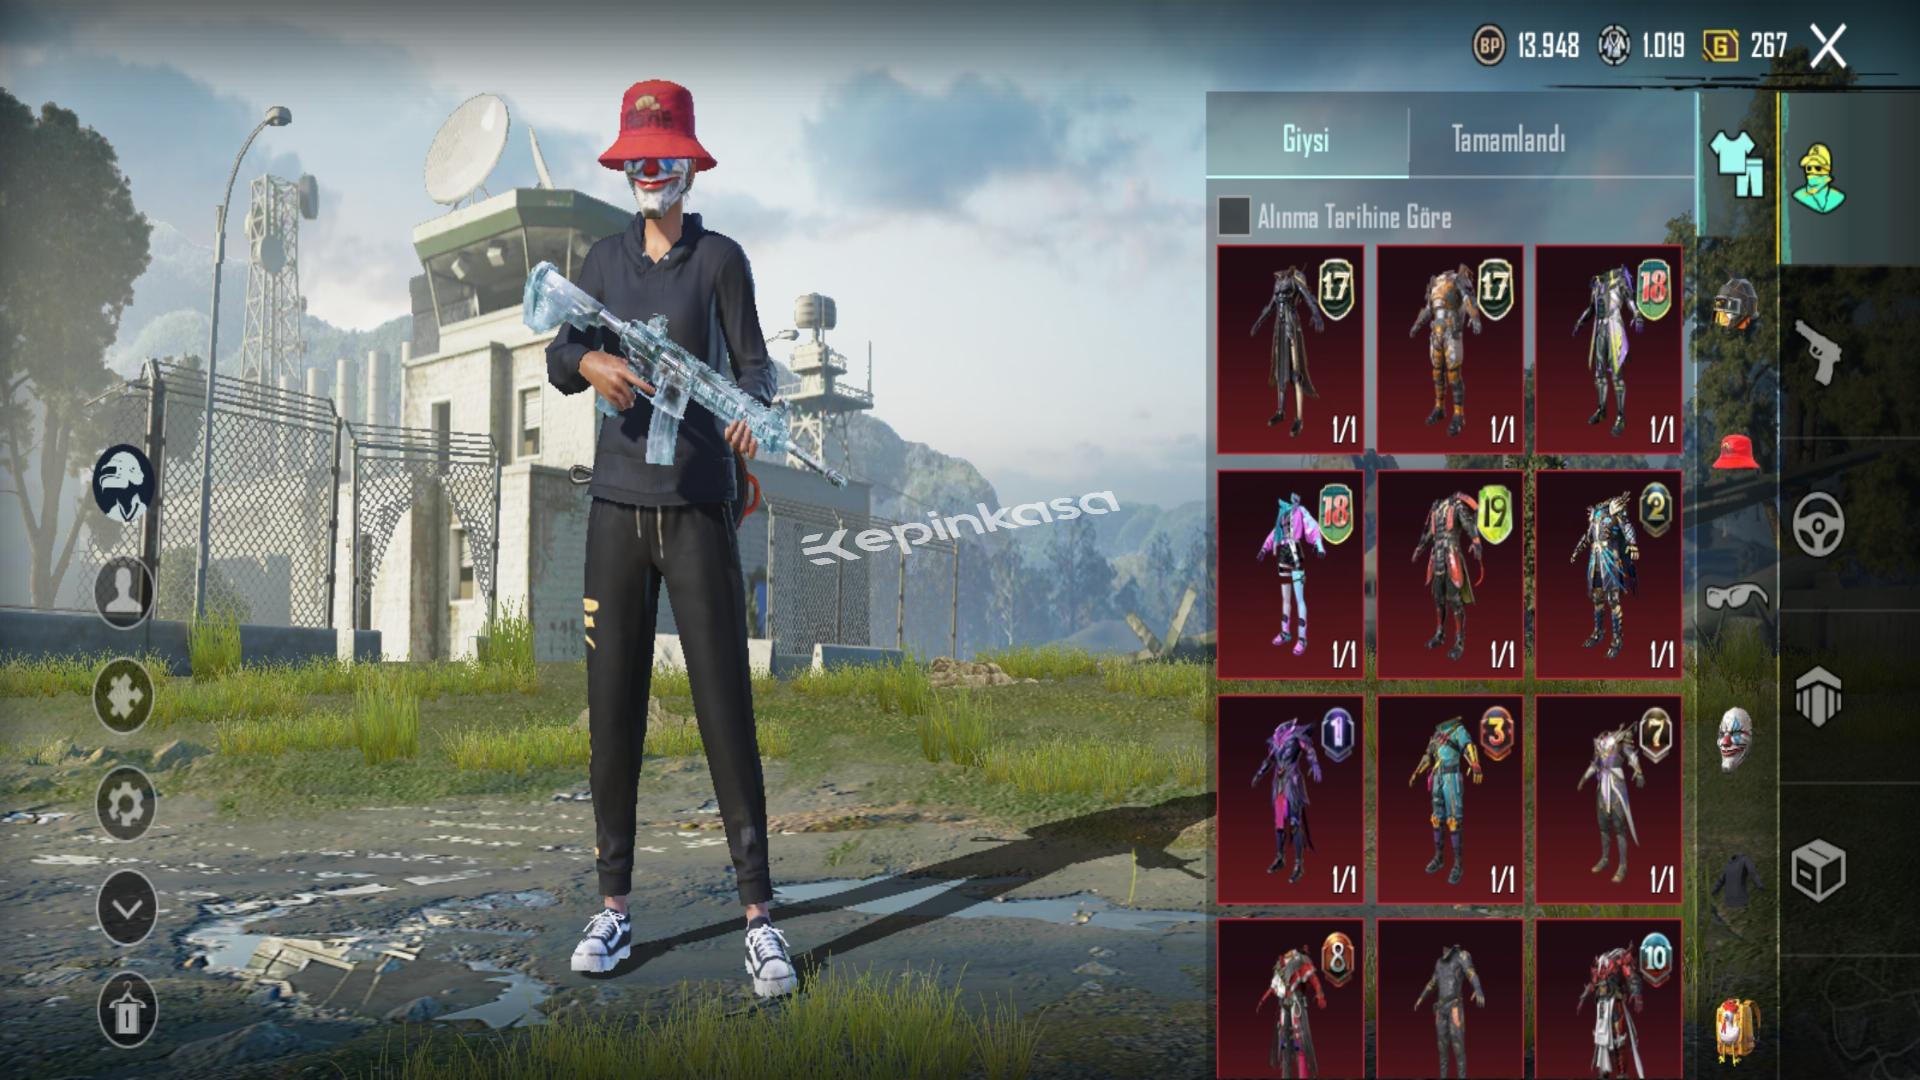 BP 13.948 1.019 G 267
Giysi Tamamlandı
Alınma Tarihine Göre
17 17 18
1/1 1/1 1/1
epinkasa
18 19 2
1/1 1/1 1/1
1 3 7
1/1 1/1 1/1
8 10
1